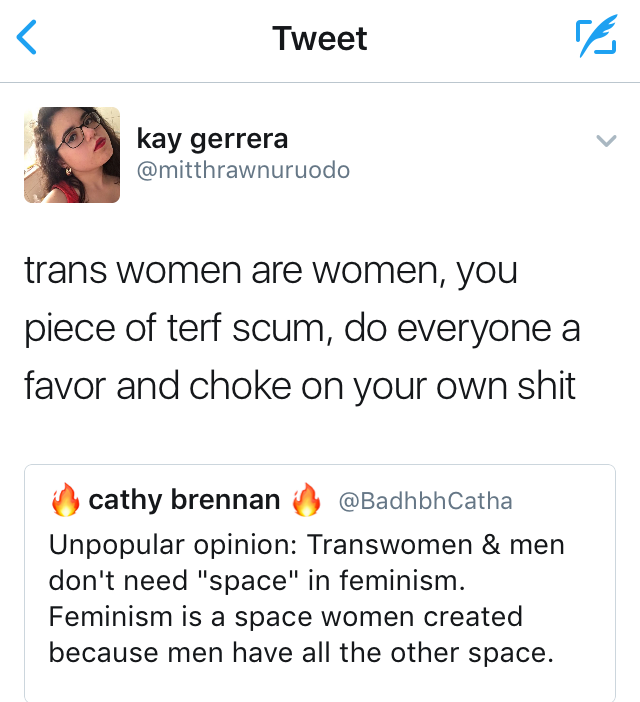 Tweet
kay gerrera
@mitthrawnuruodo
trans women are women, you
piece of terf scum, do everyone a
favor and choke on your own shit
🔥 cathy brennan 🔥 @BadhbhCatha
Unpopular opinion: Transwomen & men
don't need "space" in feminism.
Feminism is a space women created
because men have all the other space.